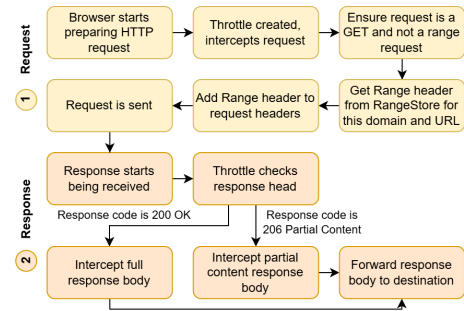 Request
1
Browser starts
preparing HTTP
request
Throttle created,
intercepts request
Ensure request is a
GET and not a range
request
Get Range header
from RangeStore for
this domain and URL
Add Range header to
request headers
Request is sent
Response
2
Response starts
being received
Throttle checks
response head
Response code is 200 OK
Response code is
206 Partial Content
Intercept full
response body
Intercept partial
content response
body
Forward response
body to destination